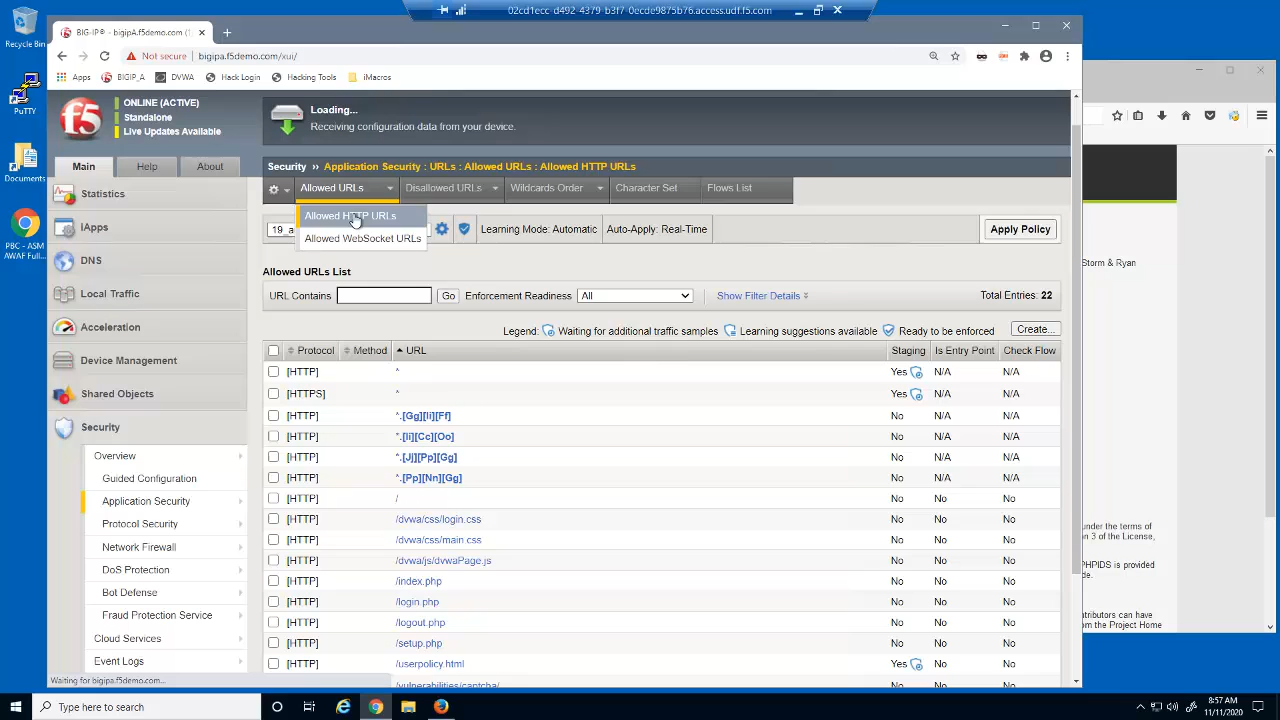 02cd1ecc-d492-4379-b3f7-0ecde9875b76.access.udf.f5.com
Recycle Bin
PuTTY
Documents
PBC - ASM
AWAF Full...
BIG-IP® - bigipA.f5demo.com (1
Not secure
bigipa.f5demo.com/xui/
Apps
BIGIP_A
DVWA
Hack Login
Hacking Tools
iMacros
f5
ONLINE (ACTIVE)
Standalone
Live Updates Available
Loading...
Receiving configuration data from your device.
Main
Help
About
Security
››
Application Security : URLs : Allowed URLs : Allowed HTTP URLs
Statistics
iApps
DNS
Local Traffic
Acceleration
Device Management
Shared Objects
Security
Overview
Guided Configuration
Application Security
Protocol Security
Network Firewall
DoS Protection
Bot Defense
Fraud Protection Service
Cloud Services
Event Logs
Waiting for bigipa.f5demo.com...
Allowed URLs
Disallowed URLs
Wildcards Order
Character Set
Flows List
Allowed HTTP URLs
Allowed WebSocket URLs
19_a
Learning Mode: Automatic
Auto-Apply: Real-Time
Apply Policy
Allowed URLs List
URL Contains
Go
Enforcement Readiness
All
Show Filter Details
Total Entries: 22
Legend:
Waiting for additional traffic samples
Learning suggestions available
Ready to be enforced
Create...
Protocol Method URL Staging Is Entry Point Check Flow
[HTTP] * Yes N/A N/A
[HTTPS] * Yes N/A N/A
[HTTP] *.[Gg][Ii][Ff] No N/A N/A
[HTTP] *.[Ii][Cc][Oo] No N/A N/A
[HTTP] *.[Jj][Pp][Gg] No N/A N/A
[HTTP] *.[Pp][Nn][Gg] No N/A N/A
[HTTP] / No No No
[HTTP] /dvwa/css/login.css No No No
[HTTP] /dvwa/css/main.css No No No
[HTTP] /dvwa/js/dvwaPage.js No No No
[HTTP] /index.php No No No
[HTTP] /login.php No No No
[HTTP] /logout.php No No No
[HTTP] /setup.php No No No
[HTTP] /userpolicy.html Yes No No
/vulnerabilities/captcha/
Storm & Ryan
under the terms of
n 3 of the License,
PHPIDS is provided
de.
ntributors can have
om the Project Home
Type here to search
8:57 AM
11/11/2020